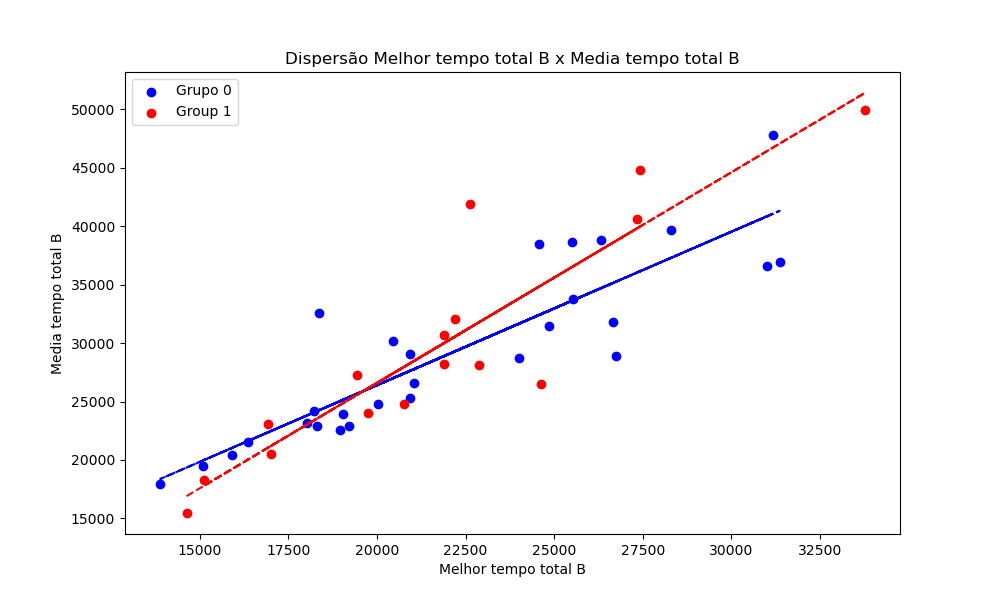 Dispersão Melhor tempo total B x Media tempo total B
Grupo 0
Group 1
Media tempo total B
50000
45000
40000
35000
30000
25000
20000
15000
15000 17500 20000 22500 25000 27500 30000 32500
Melhor tempo total B